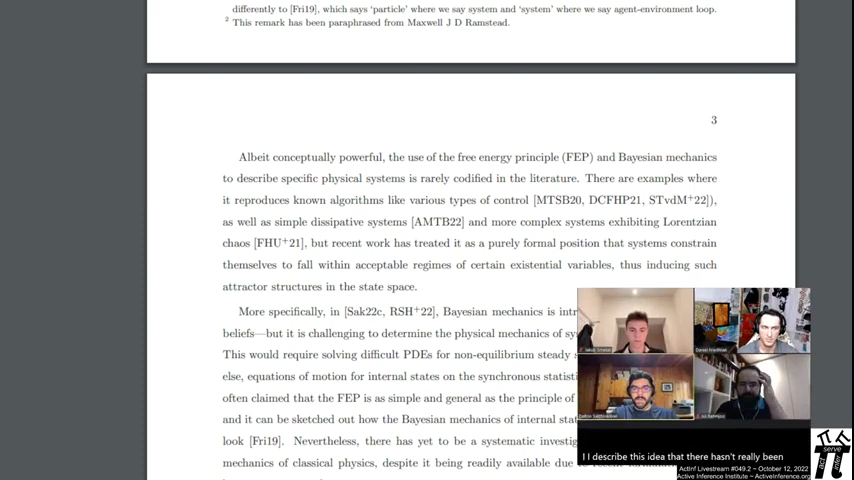 differently to [Fri19], which says ‘particle’ where we say system and ‘system’ where we say agent-environment loop.
2 This remark has been paraphrased from Maxwell J D Ramstead.
3
Albeit conceptually powerful, the use of the free energy principle (FEP) and Bayesian mechanics
to describe specific physical systems is rarely codified in the literature. There are examples where
it reproduces known algorithms like various types of control [MTSB20, DCFHP21, STvdM+22]),
as well as simple dissipative systems [AMTB22] and more complex systems exhibiting Lorentzian
chaos [FHU+21], but recent work has treated it as a purely formal position that systems constrain
themselves to fall within acceptable regimes of certain existential variables, thus inducing such
attractor structures in the state space.
More specifically, in [Sak22c, RSH+22], Bayesian mechanics is intr
beliefs—but it is challenging to determine the physical mechanics of sy
This would require solving difficult PDEs for non-equilibrium steady s
else, equations of motion for internal states on the synchronous statisti
often claimed that the FEP is as simple and general as the principle of
and it can be sketched out how the Bayesian mechanics of internal stat
look [Fri19]. Nevertheless, there has yet to be a systematic investig
mechanics of classical physics, despite it being readily available due
Daniel Friedman
I I describe this idea that there hasn't really been
ActInf Livestream #049.2 ~ October 12, 2022
Active Inference Institute ~ ActiveInference.org
act
serve
infer